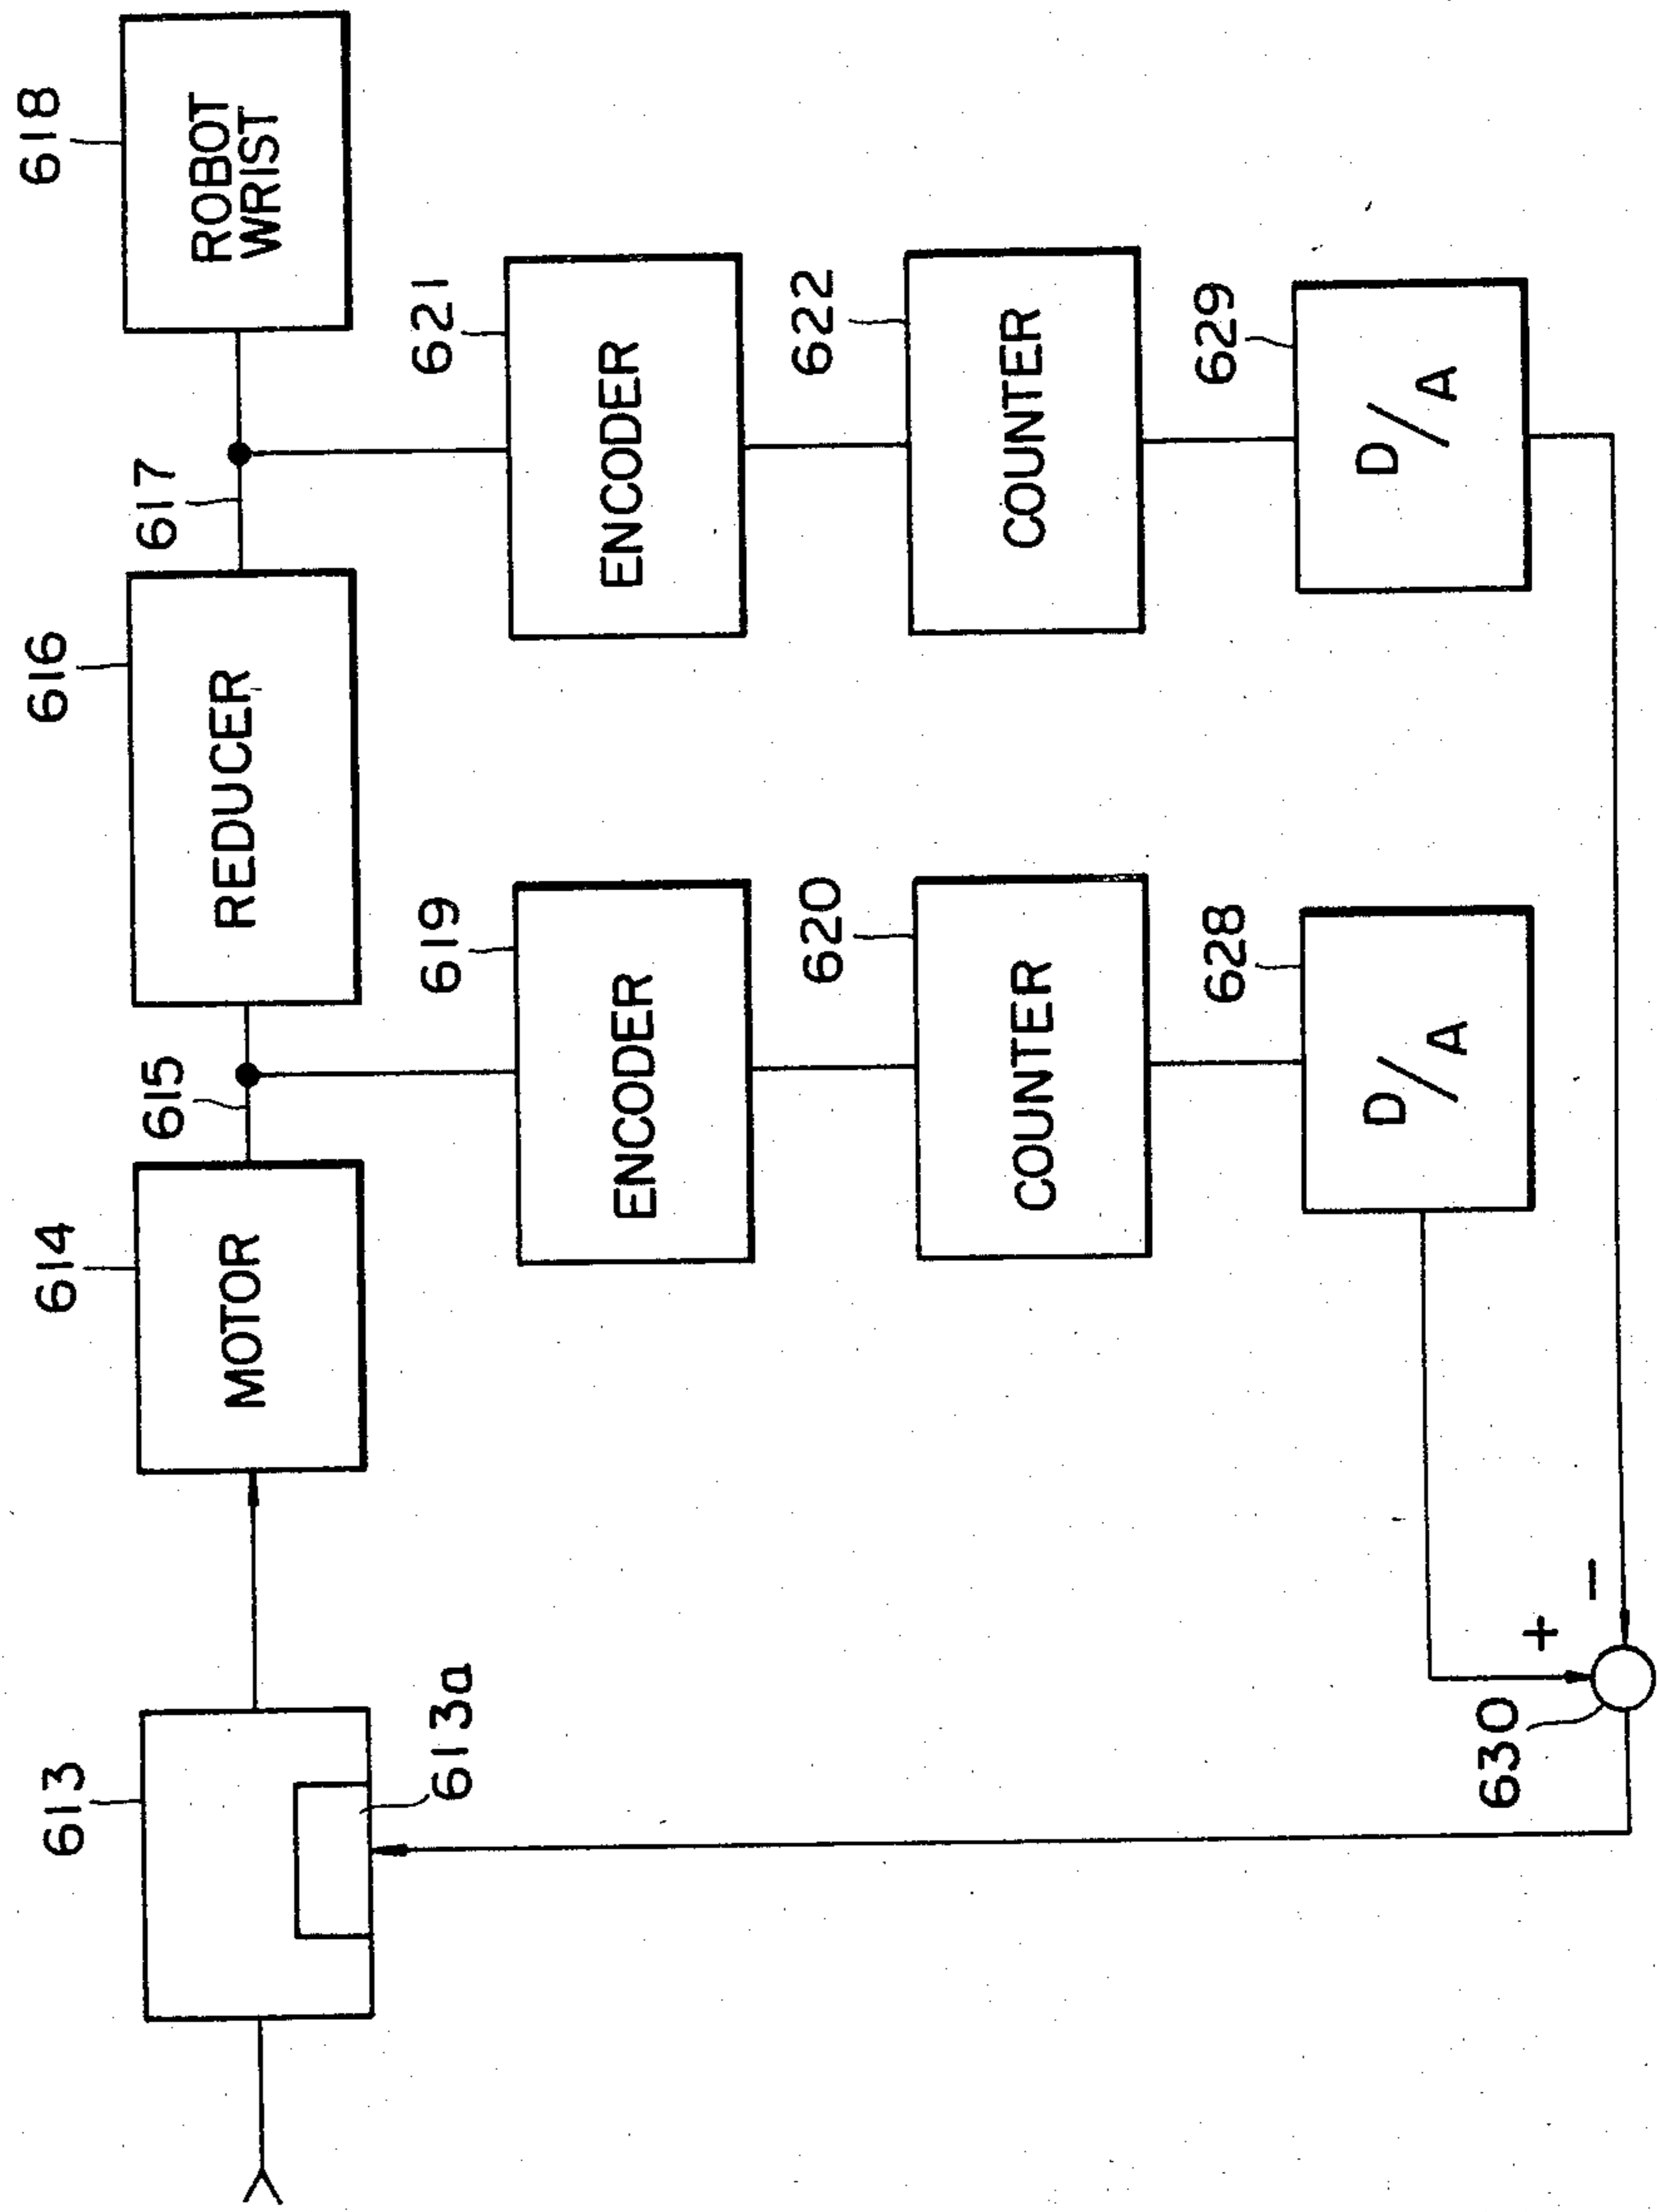 613
613a
614
MOTOR
615
616
REDUCER
617
618
ROBOT
WRIST
619
ENCODER
621
ENCODER
620
COUNTER
622
COUNTER
628
D/A
629
D/A
630
+
-